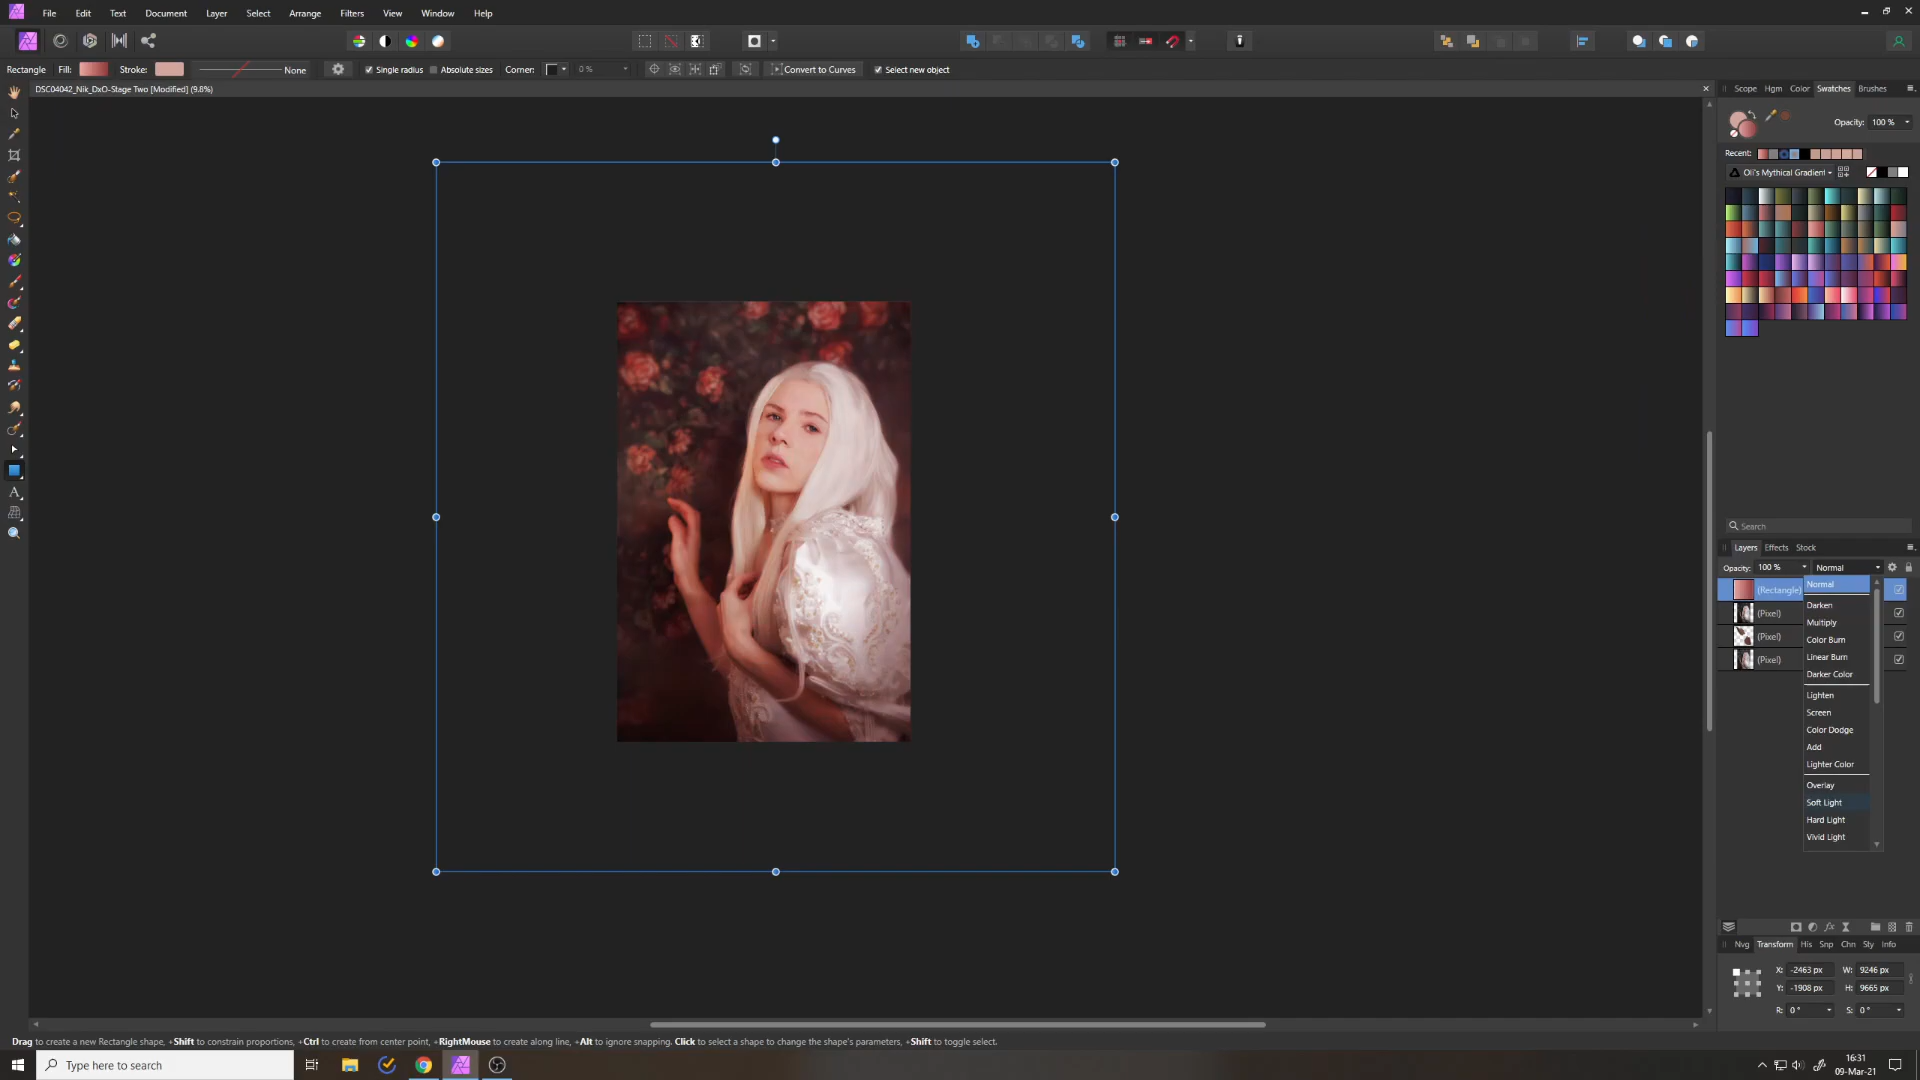 File Edit Text Document Layer Select Arrange Filters View Window Help
Rectangle Fill: Stroke: None Single radius Absolute sizes Corner: 0 % Convert to Curves Select new object
DSC04042_Nik_DxO-Stage Two [Modified] (9.8%)
Scope Hgm Color Swatches Brushes
Opacity: 100 %
Recent:
Oli's Mythical Gradient
Search
Layers Effects Stock
Opacity: 100 % Normal
Normal
(Rectangle)
Darken
(Pixel)
Multiply
(Pixel)
Color Burn
Linear Burn
(Pixel)
Darker Color
Lighten
Screen
Color Dodge
Add
Lighter Color
Overlay
Soft Light
Hard Light
Vivid Light
Nvg Transform His Snp Chn Sty Info
X: -2463 px W: 9246 px
Y: -1908 px H: 9665 px
R: 0 ° S: 0 °
Drag to create a new Rectangle shape, +Shift to constrain proportions, +Ctrl to create from center point, +RightMouse to create along line, +Alt to ignore snapping. Click to select a shape to change the shape's parameters, +Shift to toggle select.
Type here to search
16:31
09-Mar-21